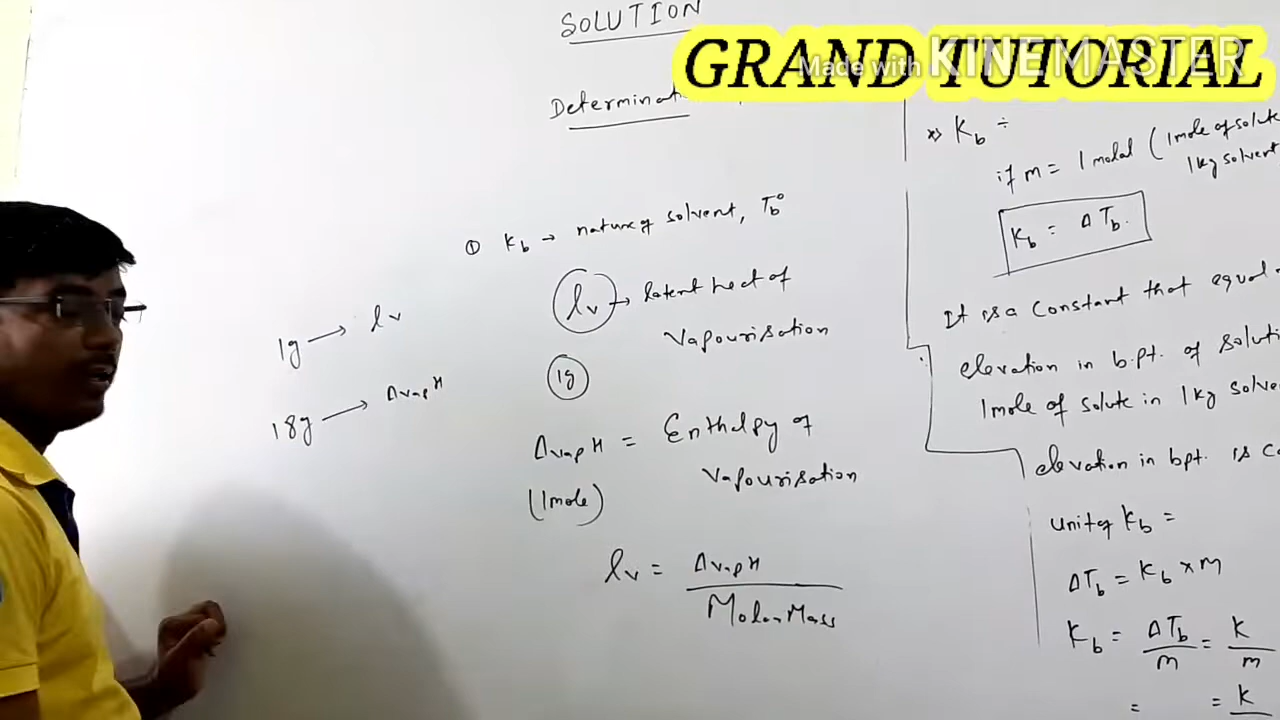 SOLUTION
GRAND TUTORIAL
Made with KINEMASTER
Determinat
① Kb → nature of solvent, Tb°
lv → latent heat of
Vapourisation
1g → lv
1g
18g → ΔvapH
ΔvapH = Enthalpy of
Vapourisation
(1mole)
lv = ΔvapH
Molar Mass
*) Kb ÷
if m = 1 molal (1mole of solute
1kg solvent
Kb = ΔTb.
It is a Constant that equal
elevation in b.pt. of solution
1mole of solute in 1kg solve
elevation in bpt. is
Unit of Kb =
ΔTb = Kb × m
Kb = ΔTb = K
m m
= = K